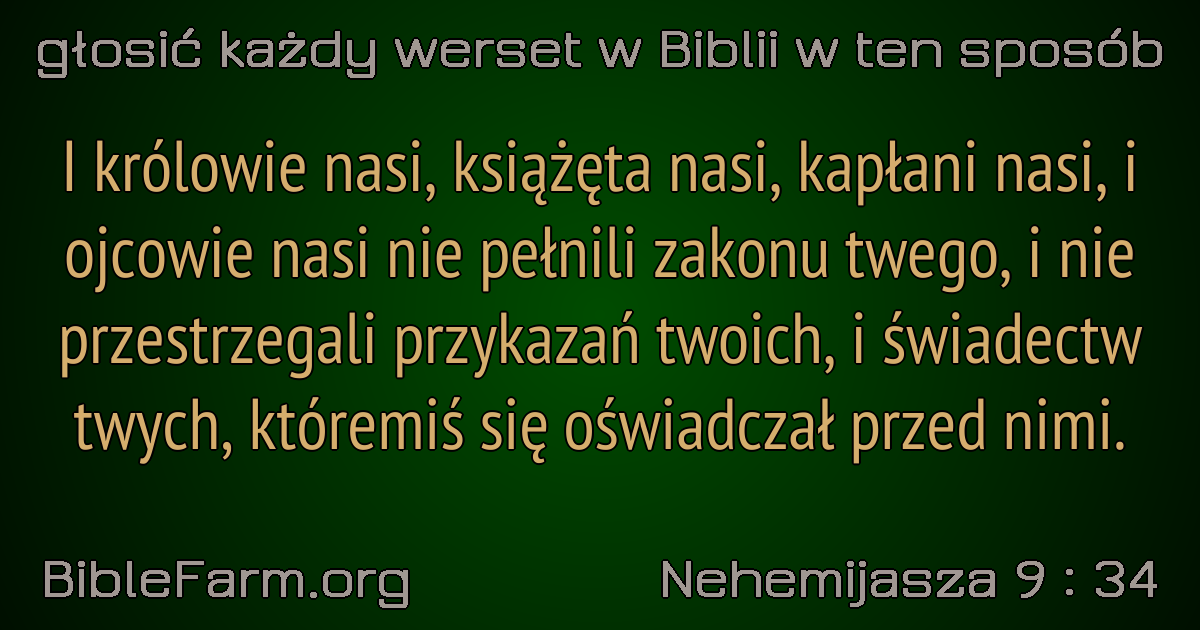 głosić każdy werset w Biblii w ten sposób
I królowie nasi, książęta nasi, kapłani nasi, i
ojcowie nasi nie pełnili zakonu twego, i nie
przestrzegali przykazań twoich, i świadectw
twych, któremiś się oświadczał przed nimi.
BibleFarm.org
Nehemijasza 9 : 34